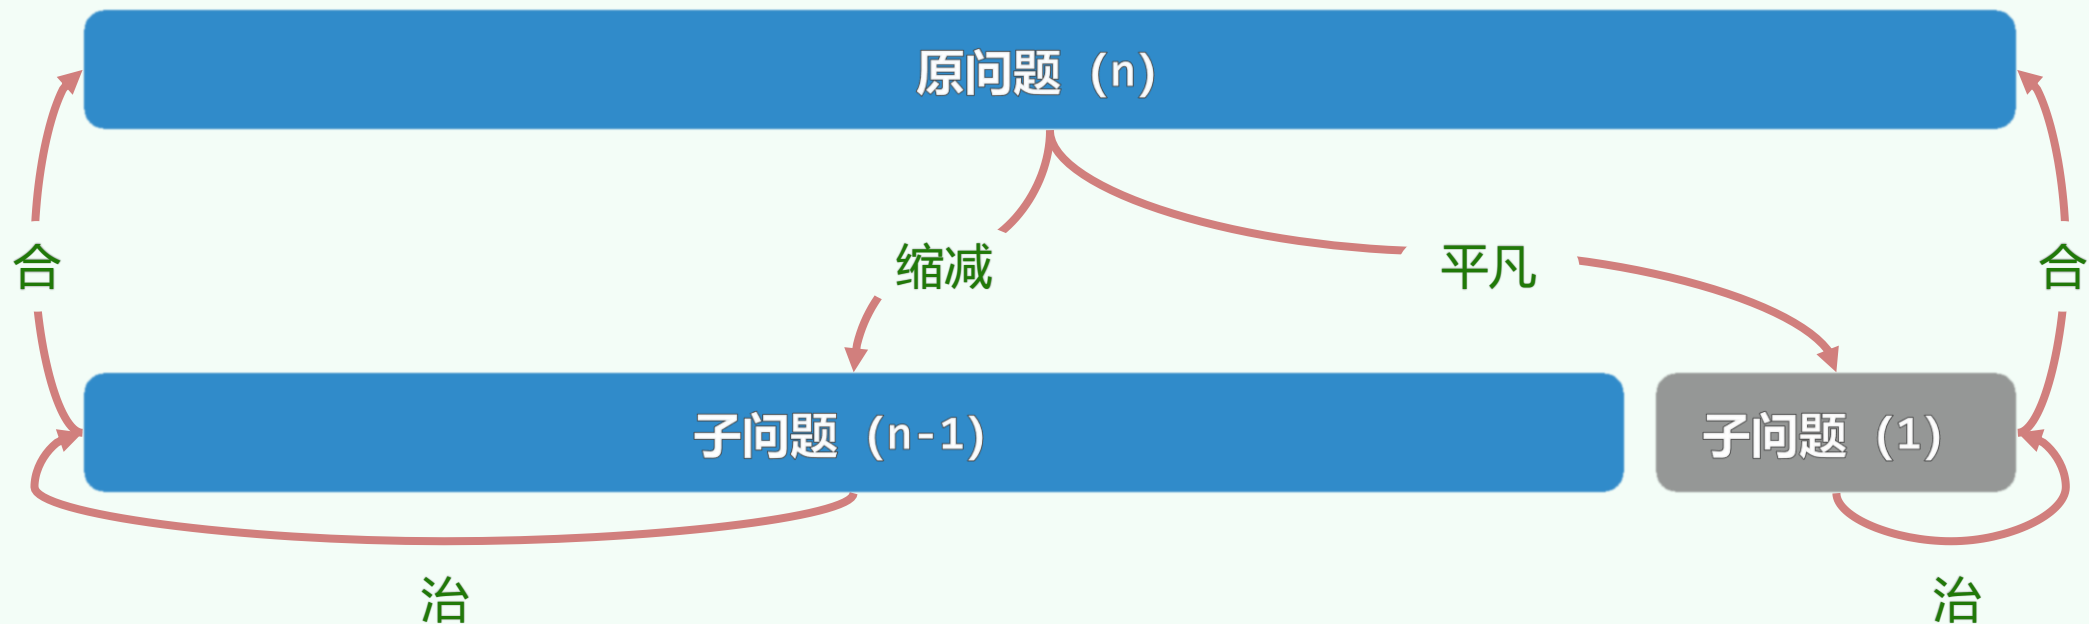 原问题 (n)
合
缩减
平凡
合
子问题 (n-1)
子问题 (1)
治
治